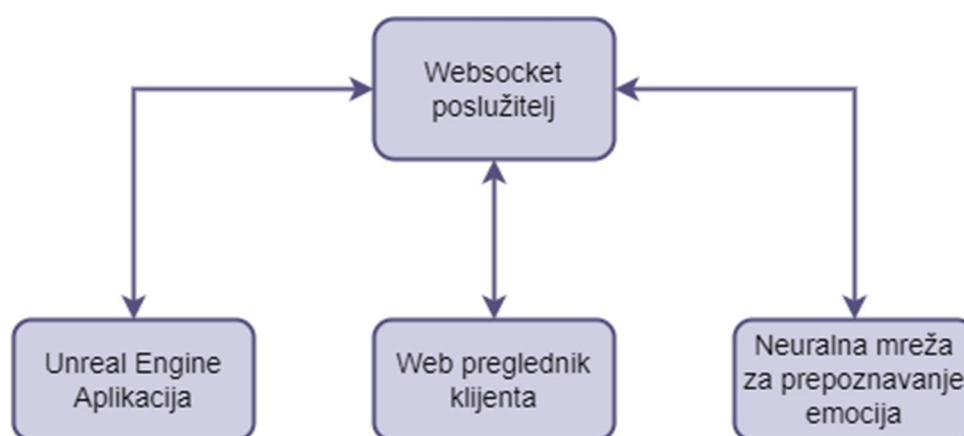 Websocket
poslužitelj
Unreal Engine
Aplikacija
Web preglednik
klijenta
Neuralna mreža
za prepoznavanje
emocija